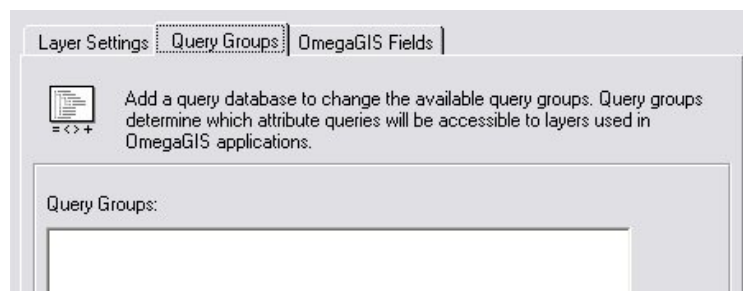 Layer Settings Query Groups OmegaGIS Fields
Add a query database to change the available query groups. Query groups
determine which attribute queries will be accessible to layers used in
OmegaGIS applications.
=<>+
Query Groups: